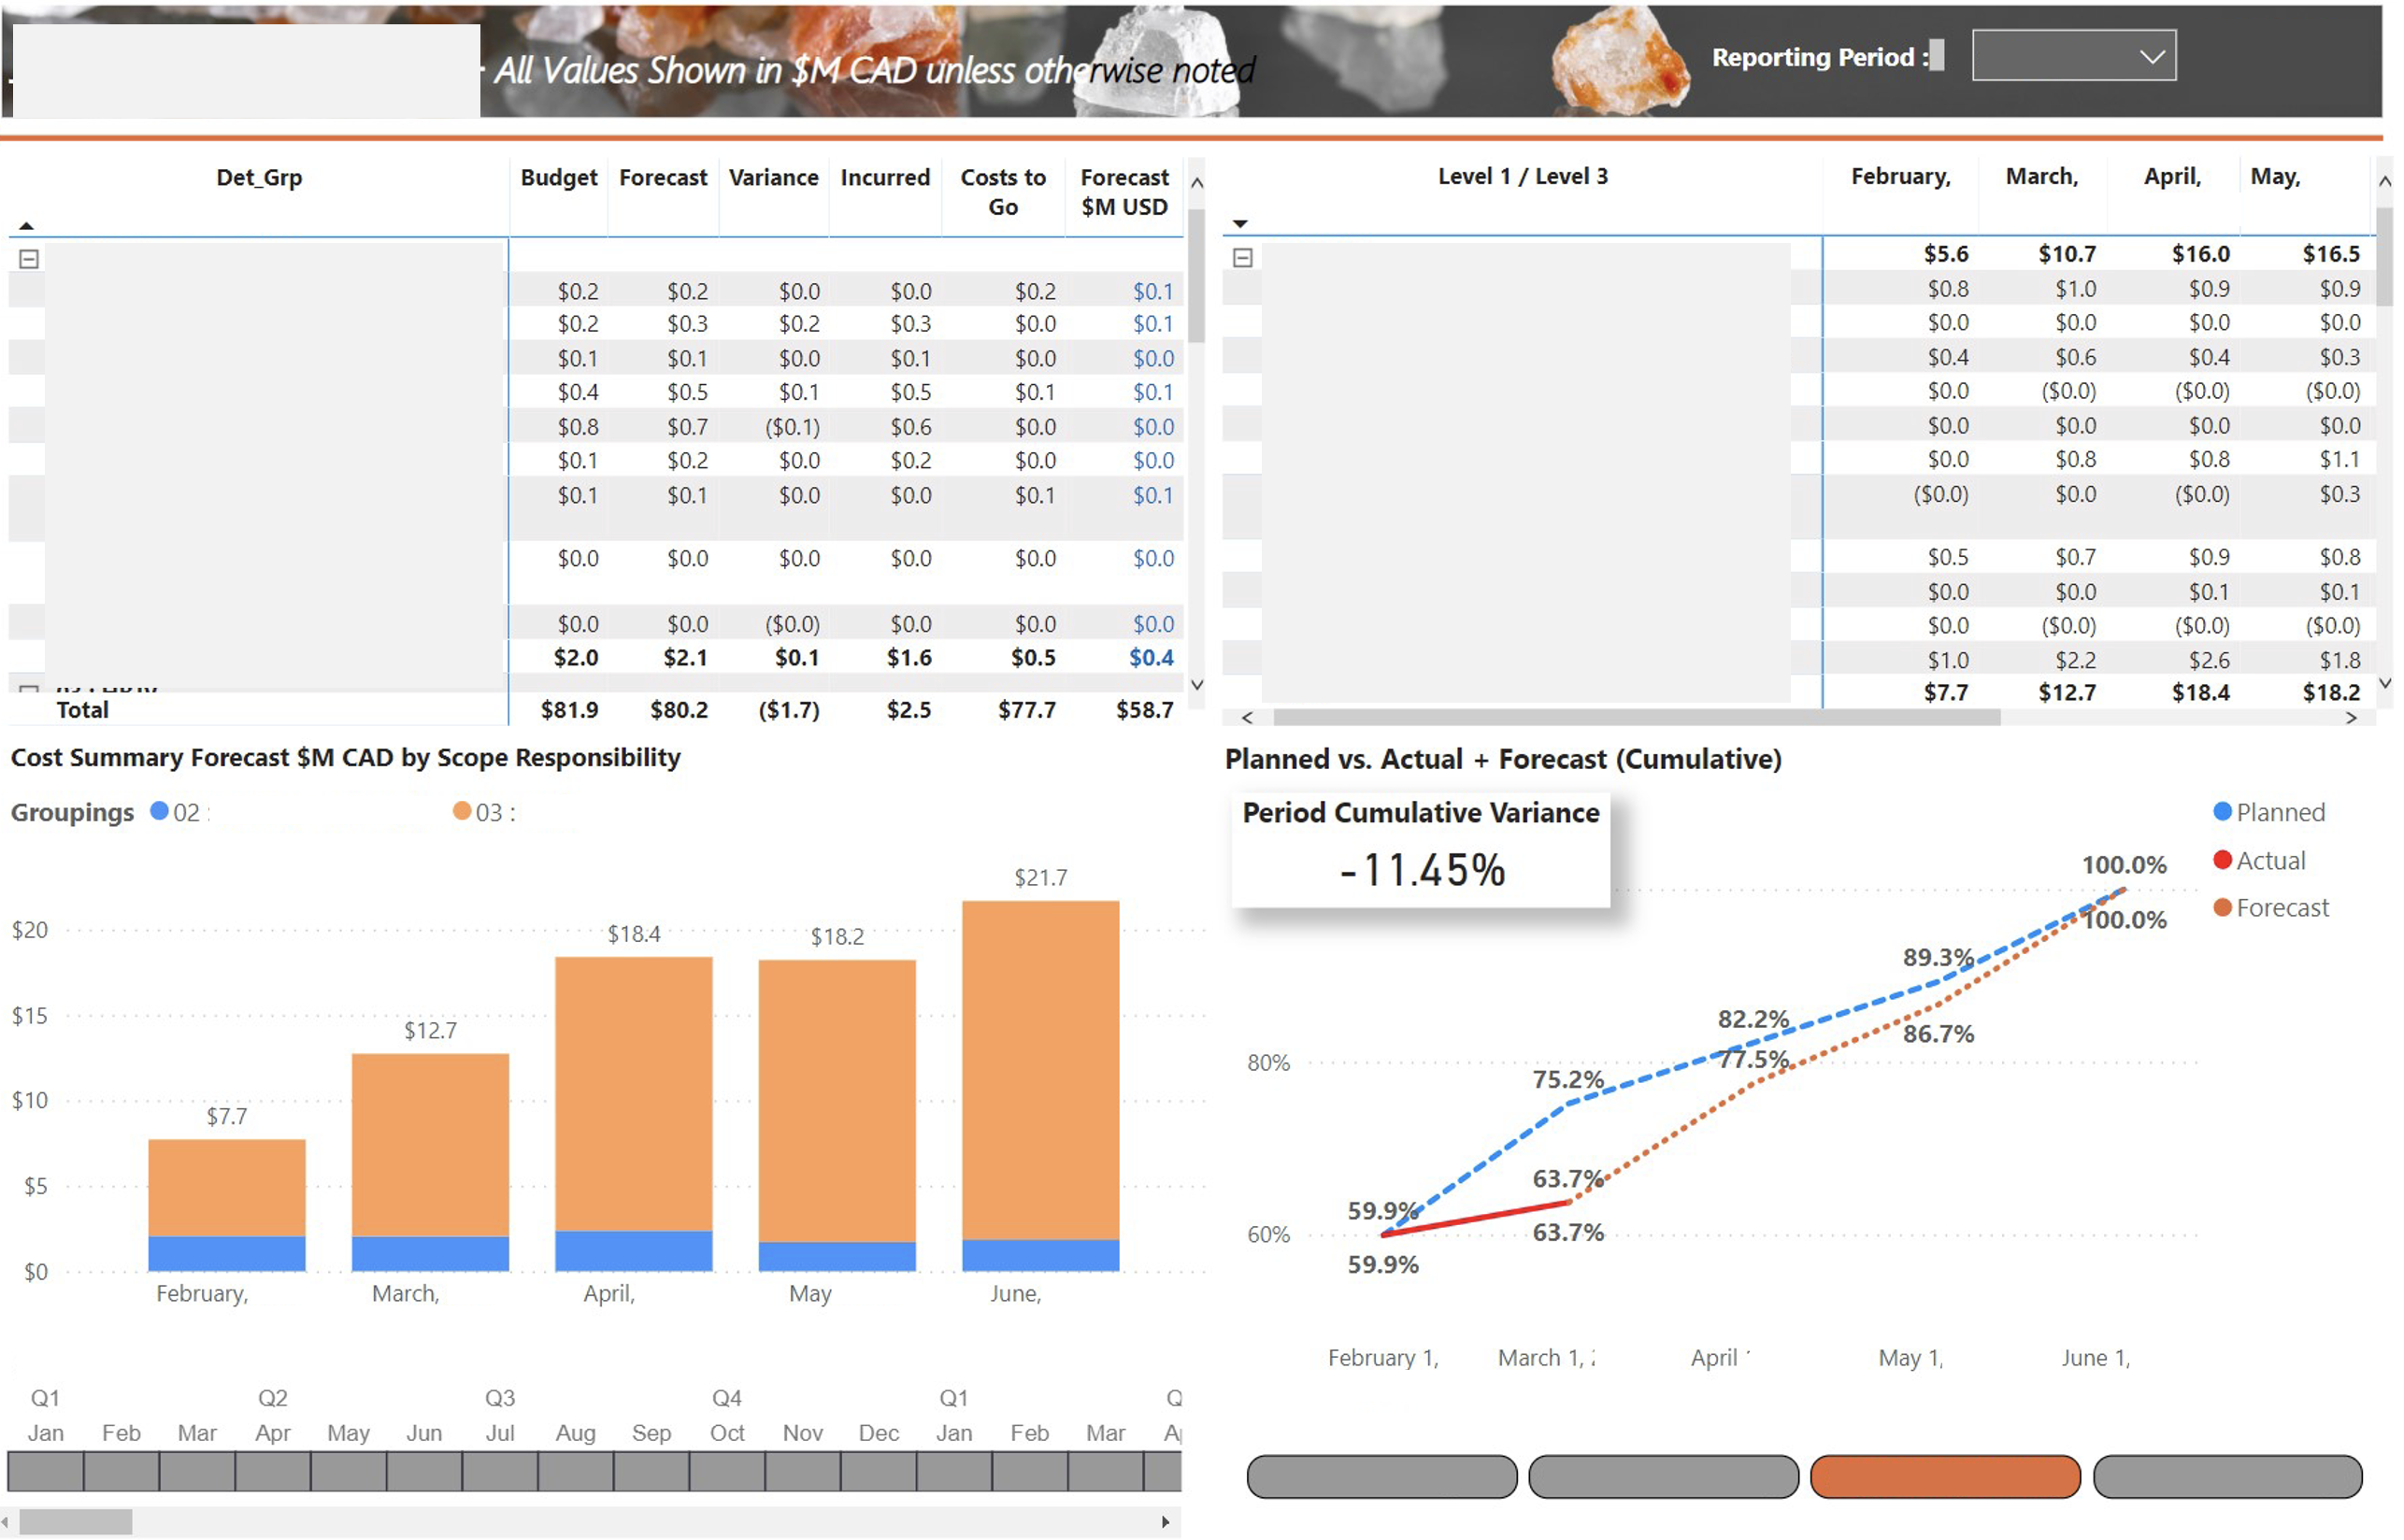 - All Values Shown in $M CAD unless otherwise noted
Reporting Period :
Det_Grp Budget Forecast Variance Incurred Costs to Go Forecast $M USD
$0.2 $0.2 $0.0 $0.0 $0.2 $0.1
$0.2 $0.3 $0.2 $0.3 $0.0 $0.1
$0.1 $0.1 $0.0 $0.1 $0.0 $0.0
$0.4 $0.5 $0.1 $0.5 $0.1 $0.1
$0.8 $0.7 ($0.1) $0.6 $0.0 $0.0
$0.1 $0.2 $0.0 $0.2 $0.0 $0.0
$0.1 $0.1 $0.0 $0.0 $0.1 $0.1
$0.0 $0.0 $0.0 $0.0 $0.0 $0.0
$0.0 $0.0 ($0.0) $0.0 $0.0 $0.0
$2.0 $2.1 $0.1 $1.6 $0.5 $0.4
Total $81.9 $80.2 ($1.7) $2.5 $77.7 $58.7
Level 1 / Level 3 February, March, April, May,
$5.6 $10.7 $16.0 $16.5
$0.8 $1.0 $0.9 $0.9
$0.0 $0.0 $0.0 $0.0
$0.4 $0.6 $0.4 $0.3
$0.0 ($0.0) ($0.0) ($0.0)
$0.0 $0.0 $0.0 $0.0
$0.0 $0.8 $0.8 $1.1
($0.0) $0.0 ($0.0) $0.3
$0.5 $0.7 $0.9 $0.8
$0.0 $0.0 $0.1 $0.1
$0.0 ($0.0) ($0.0) ($0.0)
$1.0 $2.2 $2.6 $1.8
$7.7 $12.7 $18.4 $18.2
Cost Summary Forecast $M CAD by Scope Responsibility
Groupings 02 : 03 :
$21.7
$20
$18.4
$18.2
$15
$12.7
$10
$7.7
$5
$0
February, March, April, May June,
Q1 Q2 Q3 Q4 Q1
Jan Feb Mar Apr May Jun Jul Aug Sep Oct Nov Dec Jan Feb Mar
Planned vs. Actual + Forecast (Cumulative)
Period Cumulative Variance
-11.45%
Planned
Actual
Forecast
100.0%
100.0%
89.3%
86.7%
82.2%
77.5%
80%
75.2%
63.7%
63.7%
59.9%
60%
59.9%
February 1, March 1, April May 1, June 1,